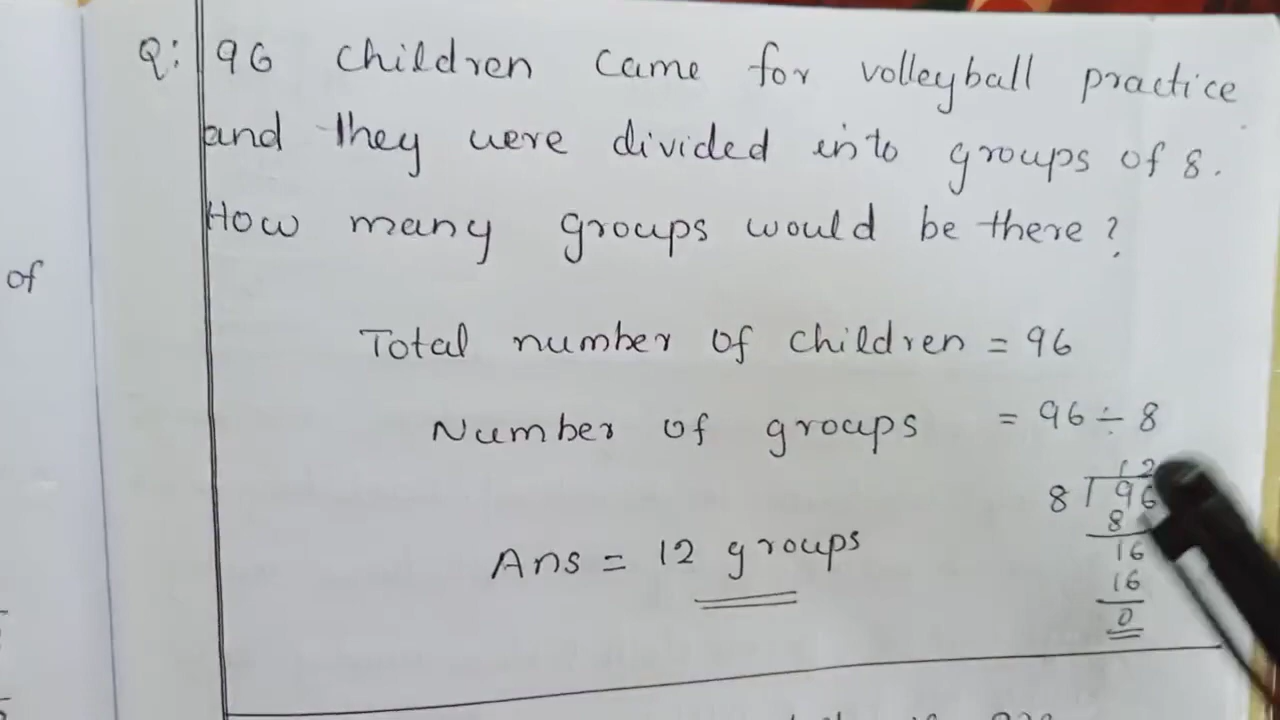 of
Q: 96 children came for volleyball practice
and they were divided into groups of 8.
How many groups would be there?
Total number of children = 96
Number of groups = 96 ÷ 8
12
8 96
8
16
Ans = 12 groups
16
0